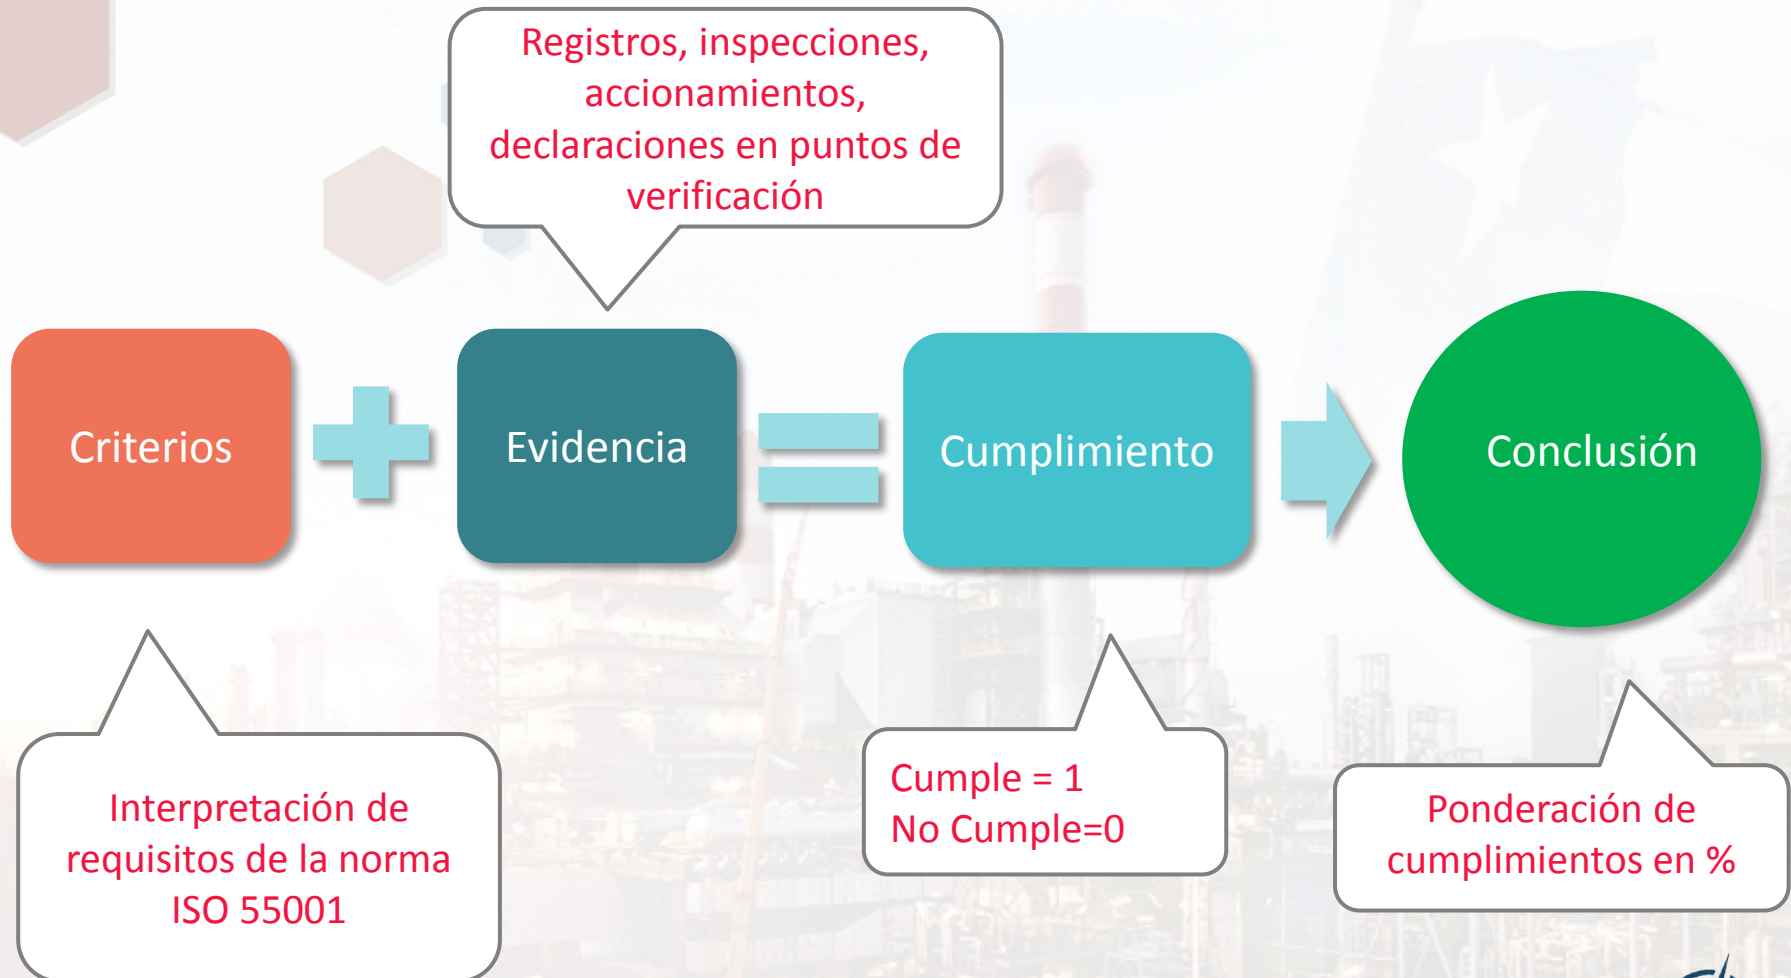 Registros, inspecciones,
accionamientos,
declaraciones en puntos de
verificación
Criterios
Evidencia
Cumplimiento
Conclusión
Interpretación de
requisitos de la norma
ISO 55001
Cumple = 1
No Cumple=0
Ponderación de
cumplimientos en %